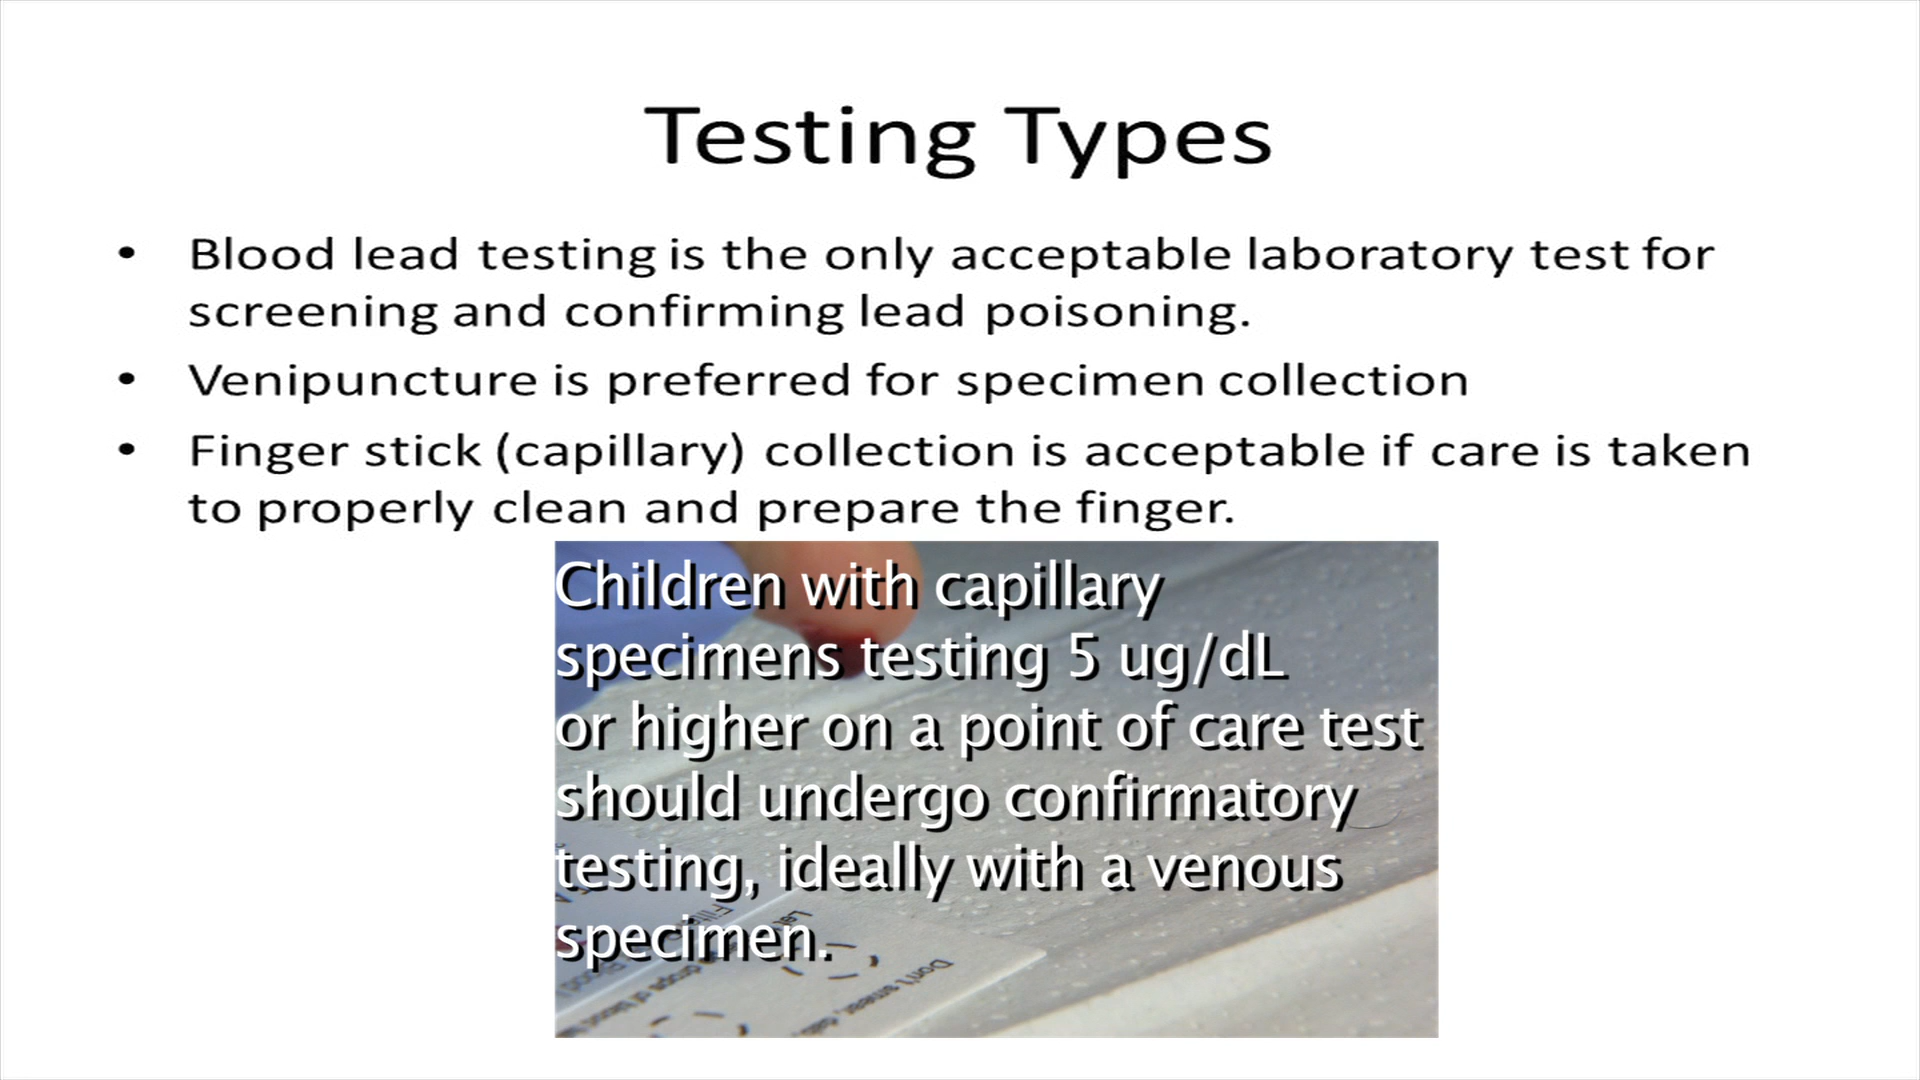 Testing Types
• Blood lead testing is the only acceptable laboratory test for
screening and confirming lead poisoning.
• Venipuncture is preferred for specimen collection
• Finger stick (capillary) collection is acceptable if care is taken
to properly clean and prepare the finger.
Children with capillary
specimens testing 5 ug/dL
or higher on a point of care test
should undergo confirmatory
testing, ideally with a venous
specimen.
Don't smear,